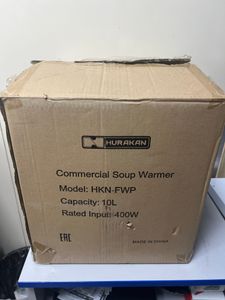 HURAKAN
Commercial Soup Warmer
Model: HKN-FWP
Capacity: 10L
Rated Input: 400W
EAC
MADE IN CHINA